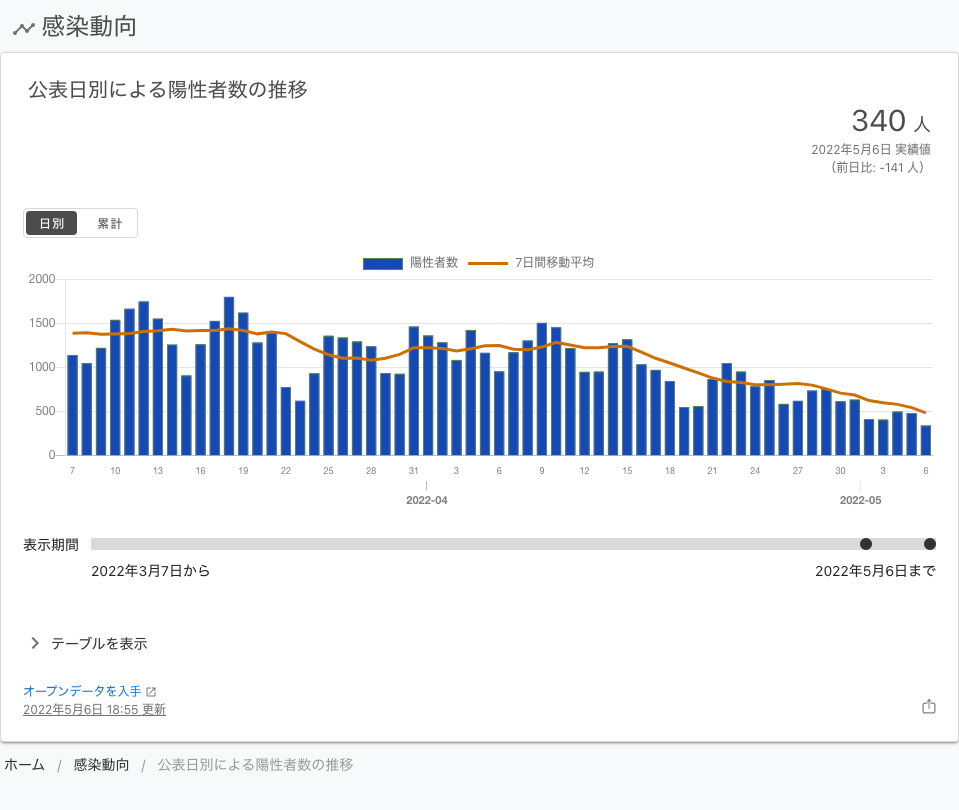 感染動向
公表日別による陽性者数の推移
340 人
2022年5月6日 実績値
（前日比: -141 人）
日別 累計
陽性者数 7日間移動平均
2000
1500
1000
500
0
7 10 13 16 19 22 25 28 31 3 6 9 12 15 18 21 24 27 30 3 6
2022-04 2022-05
表示期間
2022年3月7日から 2022年5月6日まで
テーブルを表示
オープンデータを入手
2022年5月6日 18:55 更新
ホーム / 感染動向 / 公表日別による陽性者数の推移